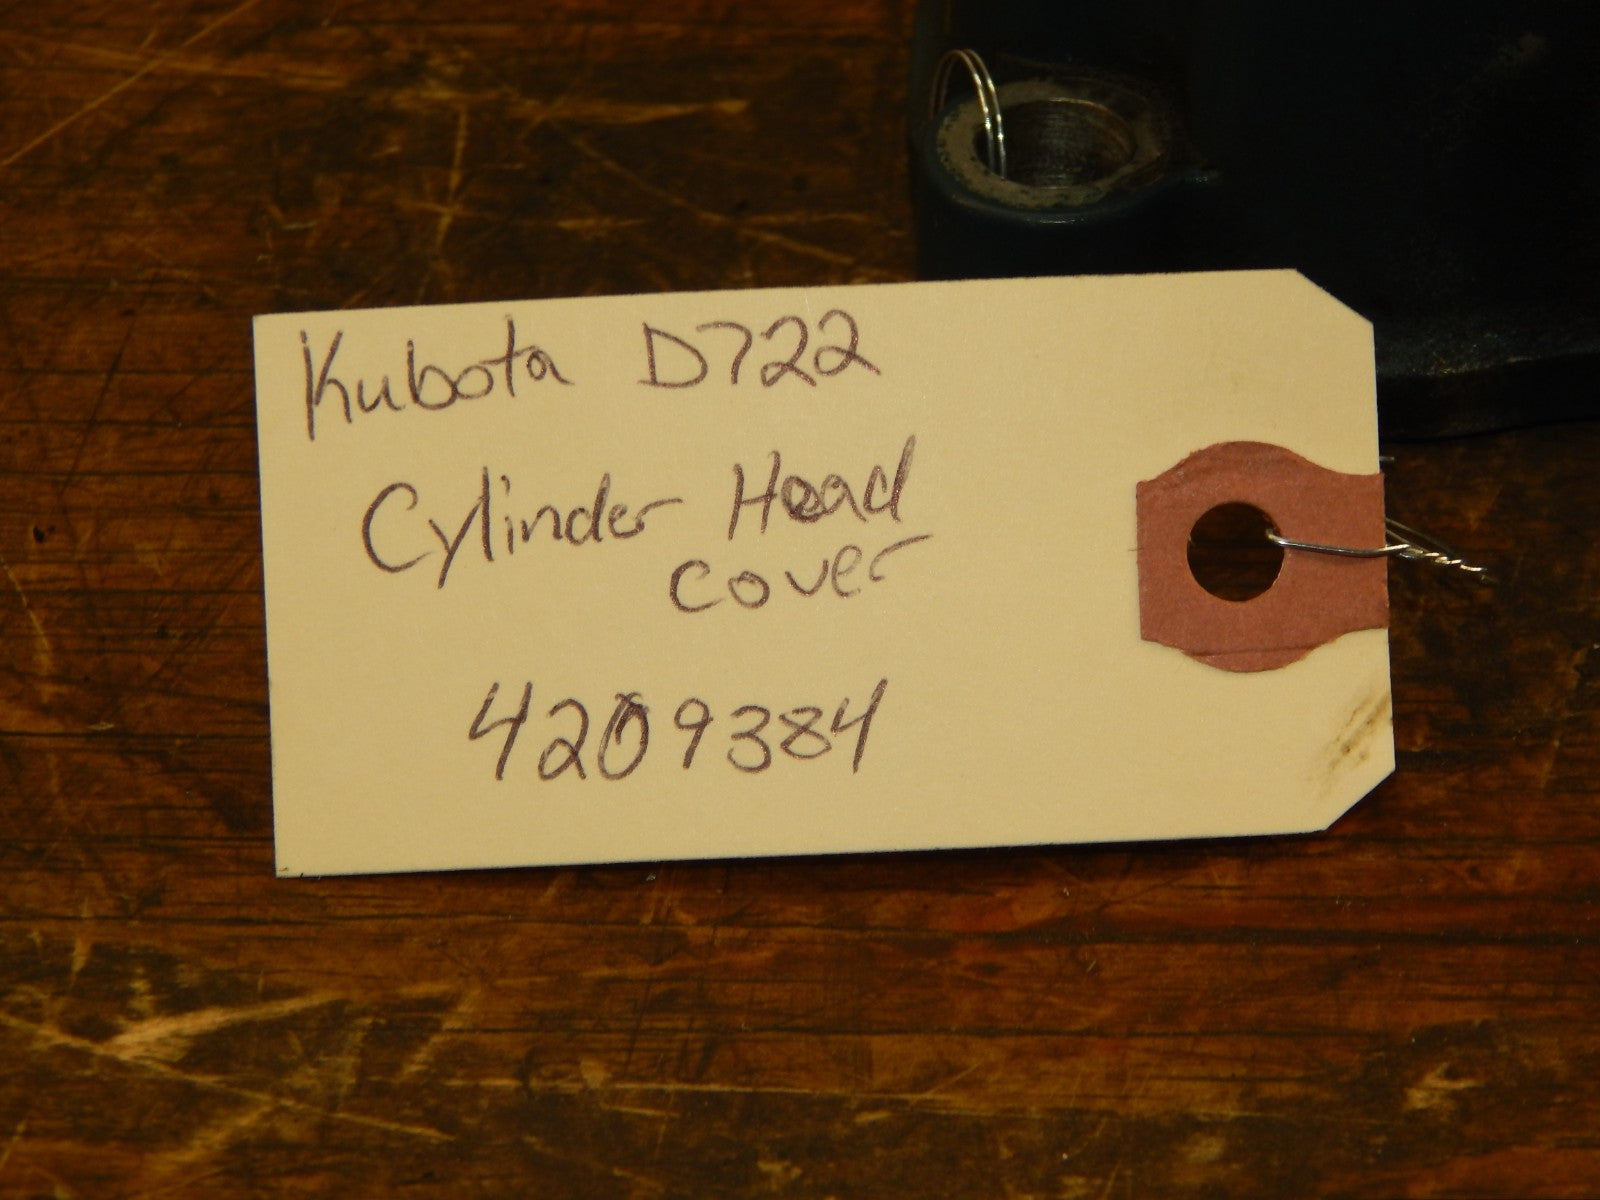 Kubota D722
Cylinder Head
cover
4209384